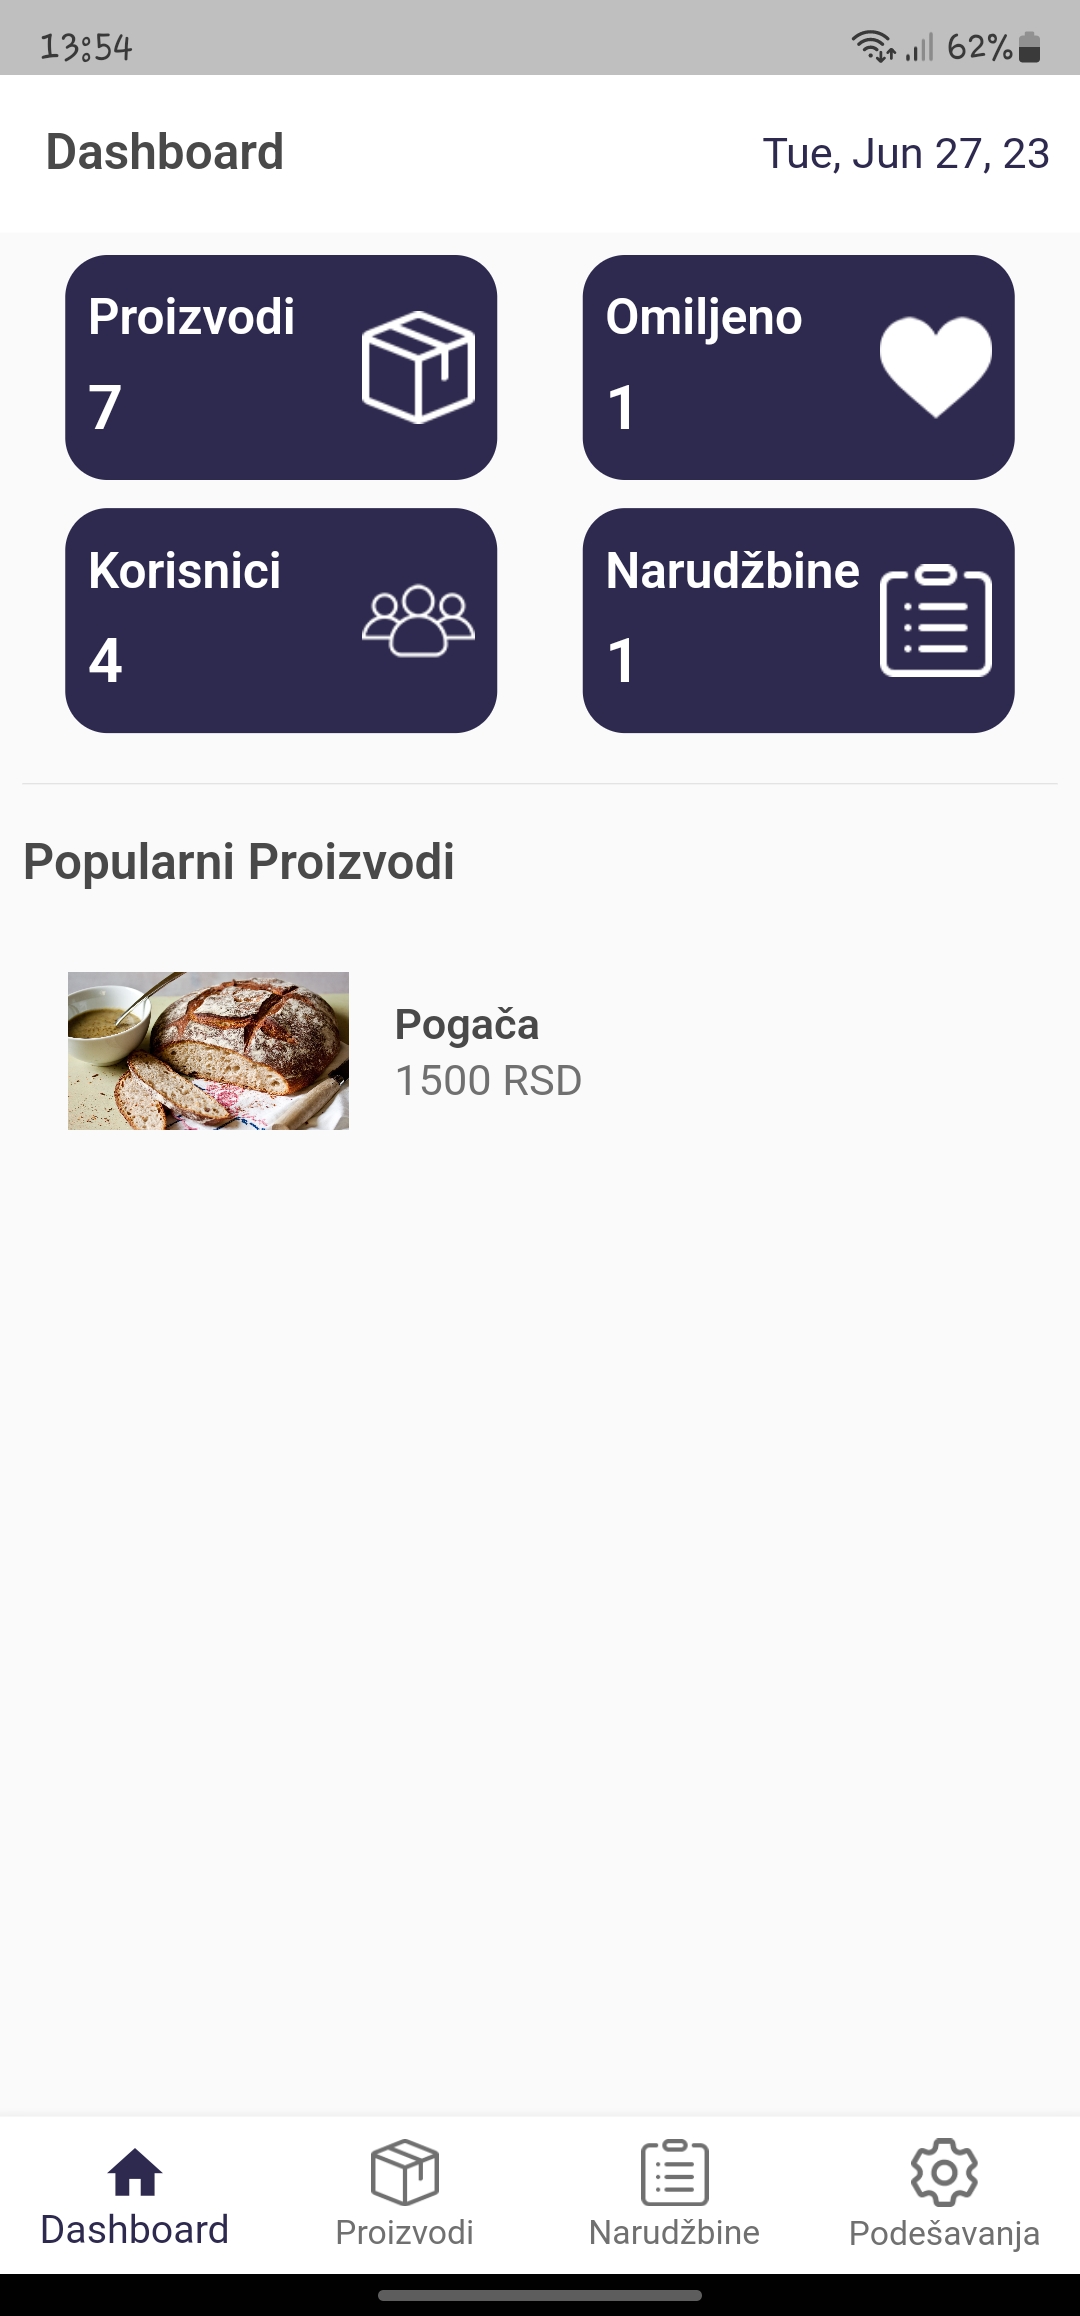 13:54
62%
Dashboard
Tue, Jun 27, 23
Proizvodi
7
Omiljeno
1
Korisnici
4
Narudžbine
1
Popularni Proizvodi
Pogača
1500 RSD
Dashboard
Proizvodi
Narudžbine
Podešavanja